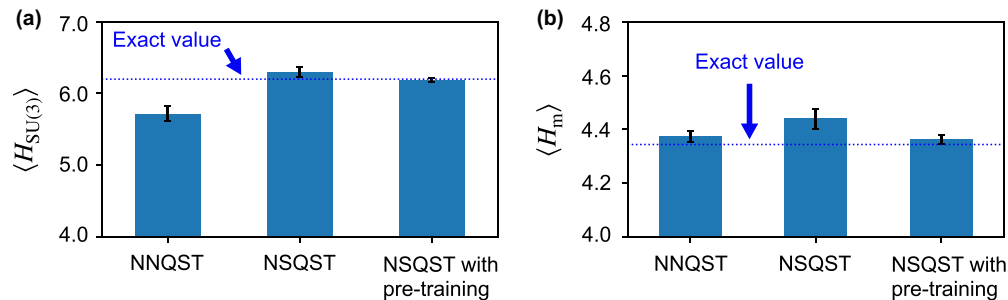 (a)
7.0
6.0
5.0
4.0
⟨H_SU(3)⟩
Exact value
NNQST
NSQST
NSQST with
pre-training
(b)
4.8
4.6
4.4
4.2
4.0
⟨H_m⟩
Exact value
NNQST
NSQST
NSQST with
pre-training